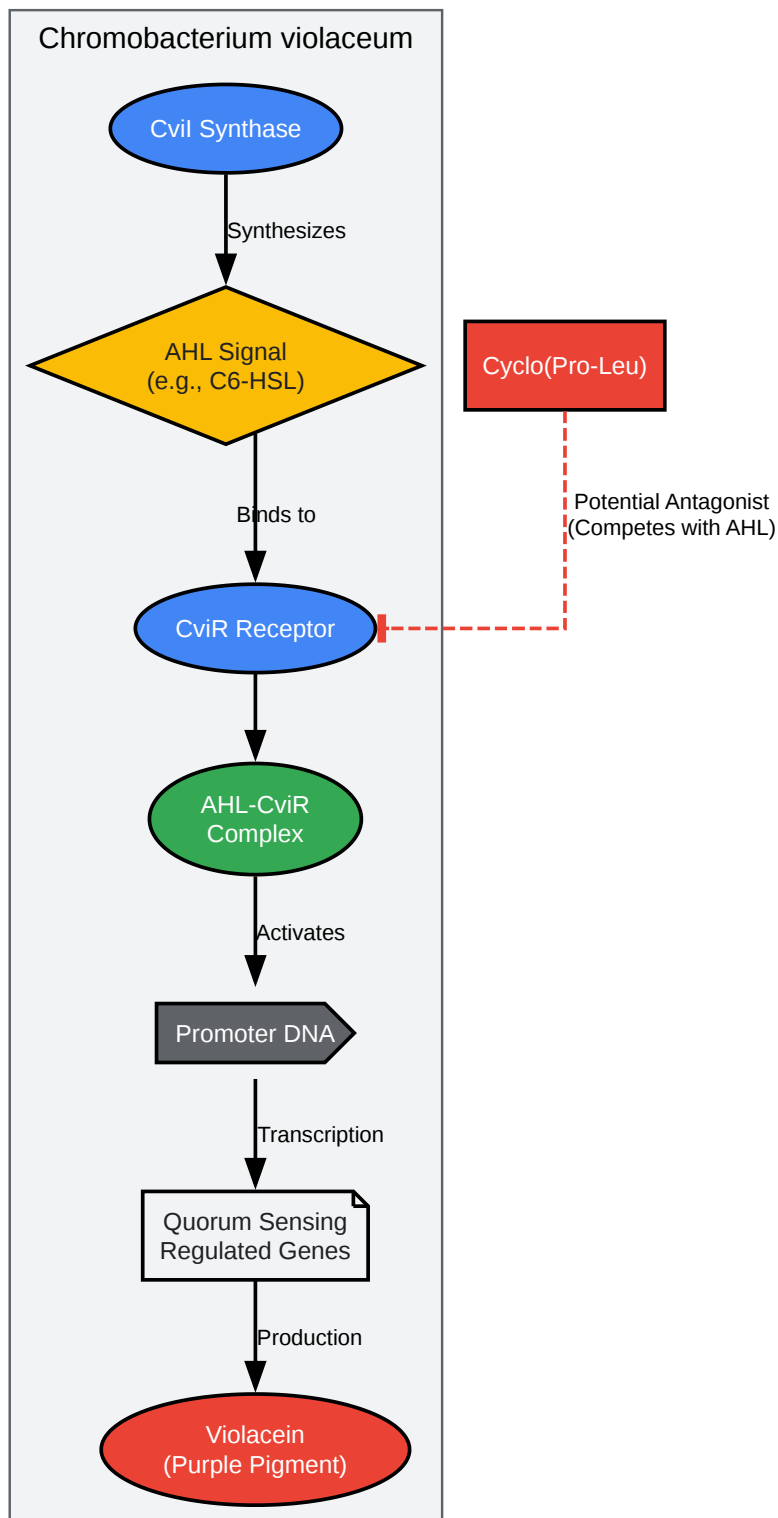 Chromobacterium violaceum
CviI Synthase
Synthesizes
AHL Signal
(e.g., C6-HSL)
Cyclo(Pro-Leu)
Potential Antagonist
(Competes with AHL)
Binds to
CviR Receptor
AHL-CviR
Complex
Activates
Promoter DNA
Transcription
Quorum Sensing
Regulated Genes
Production
Violacein
(Purple Pigment)